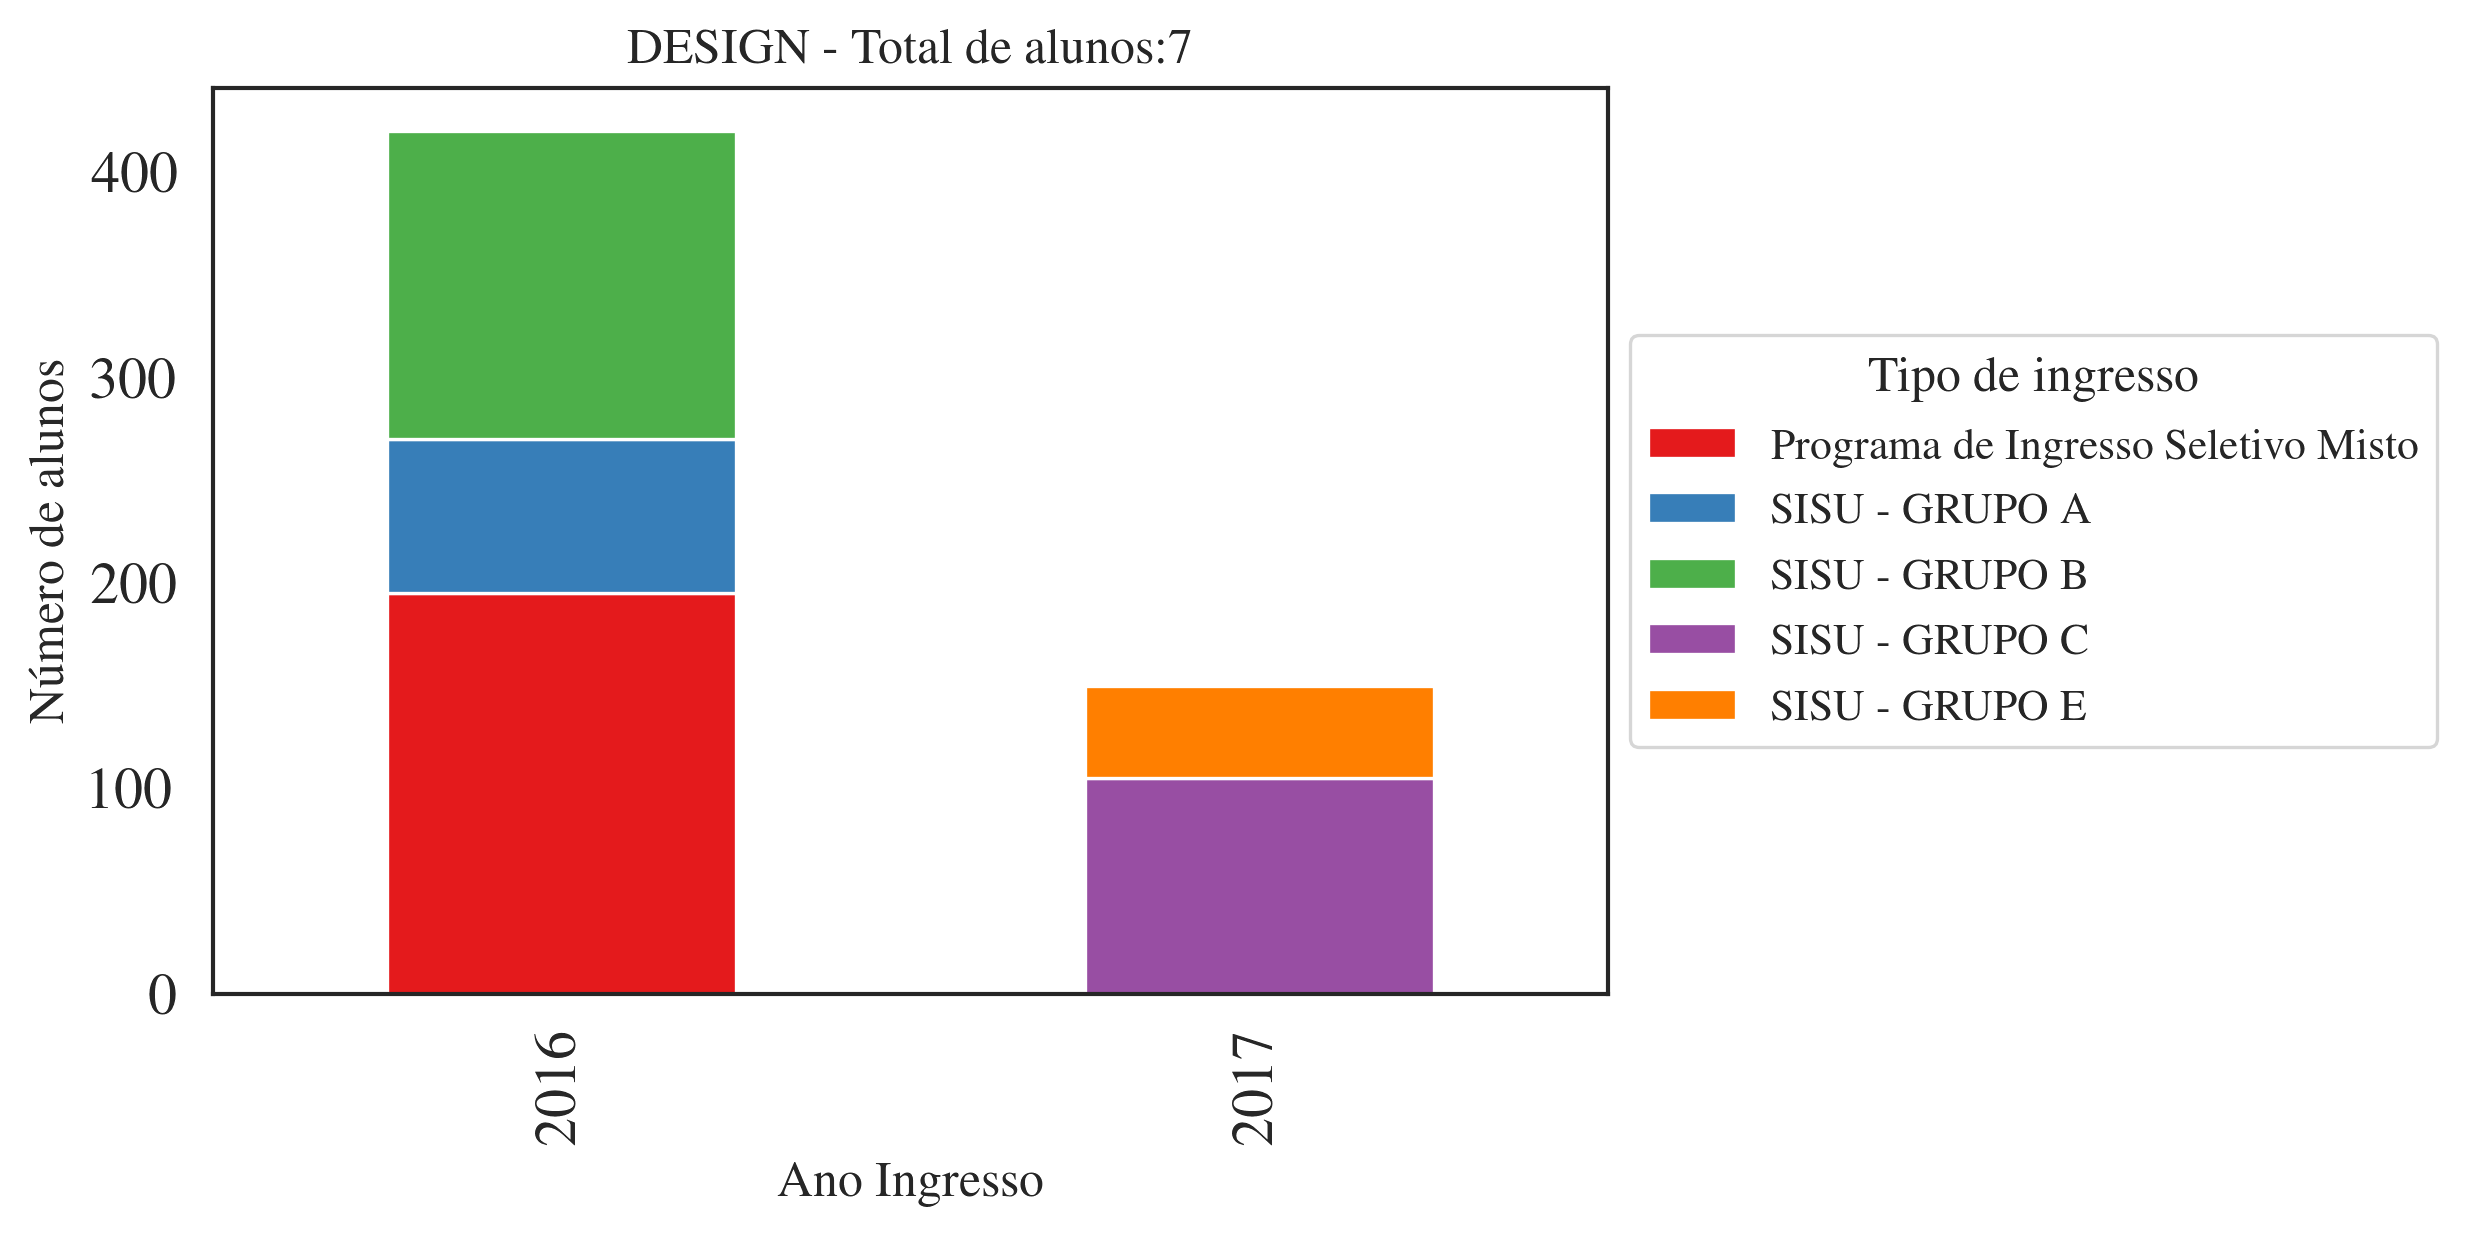 DESIGN - Total de alunos:7
Número de alunos
400
300
200
100
0
2016
2017
Ano Ingresso
Tipo de ingresso
Programa de Ingresso Seletivo Misto
SISU - GRUPO A
SISU - GRUPO B
SISU - GRUPO C
SISU - GRUPO E